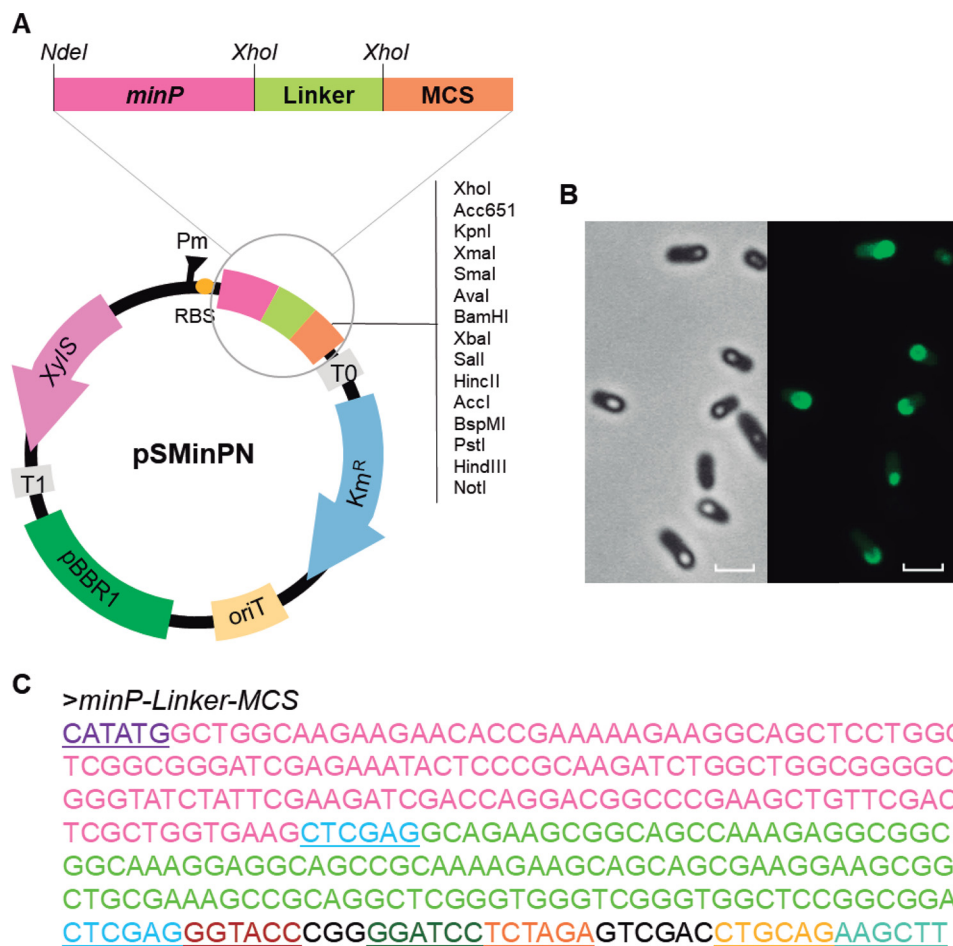 A
NdeI XhoI XhoI
minP Linker MCS
XhoI
Acc651
KpnI
XmaI
SmaI
AvaI
BamHI
XbaI
SalI
HincII
AccI
BspMI
PstI
HindIII
NotI
Pm
RBS
XylS
T0
pSMinPN
KmR
T1
pBBR1
oriT
B
C
>minP-Linker-MCS
CATATGGCTGGCAAGAAGAACACCGAAAAAGAAGGCAGCTCCTGGC
TCGGCGGGATCGAGAAATACTCCCGCAAGATCTGGCTGGCGGGGC
GGGTATCTATTCGAAGATCGACCAGGACGGCCCGAAGCTGTTCGAC
TCGCTGGTGAAGCTCGAGGCAGAAGCGGCAGCCAAAGAGGCGGC
GGCAAAGGAGGCAGCCGCAAAAGAAGCAGCAGCGAAGGAAGCGG
CTGCGAAAGCCGCAGGCTCGGGTGGGTCGGGTGGCTCCGGCGGA
CTCGAGGGTACCCGGGGATCCTCTAGAGTCGACCTGCAGAAGCTT